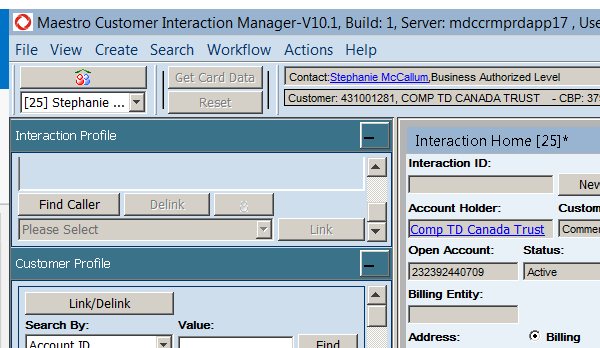 Maestro Customer Interaction Manager-V10.1, Build: 1, Server: mdccrmprdapp17 , Use
File View Create Search Workflow Actions Help
Get Card Data
Contact:Stephanie McCallum,Business Authorized Level
[25] Stephanie ...
Reset
Customer: 431001281, COMP TD CANADA TRUST - CBP: 37
Interaction Profile
Find Caller
Delink
Please Select
Link
Customer Profile
Link/Delink
Search By:
Value:
Account ID
Find
Interaction Home [25]*
Interaction ID:
New
Account Holder:
Custom
Comp TD Canada Trust
Comme
Open Account:
Status:
232392440709
Active
Billing Entity:
Address:
Billing